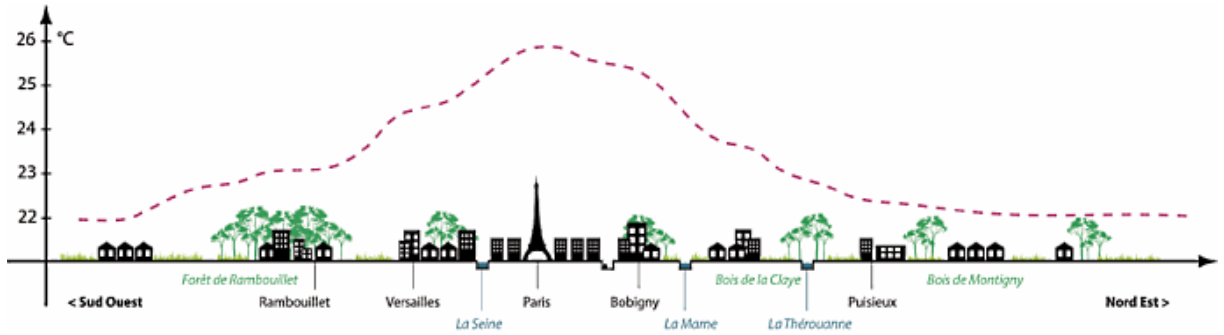 26 °C
25
24
23
22
Forêt de Rambouillet
Bois de la Claye
Bois de Montigny
< Sud Ouest
Rambouillet
Versailles
Paris
Bobigny
Puisieux
Nord Est >
La Seine
La Marne
La Thérouanne